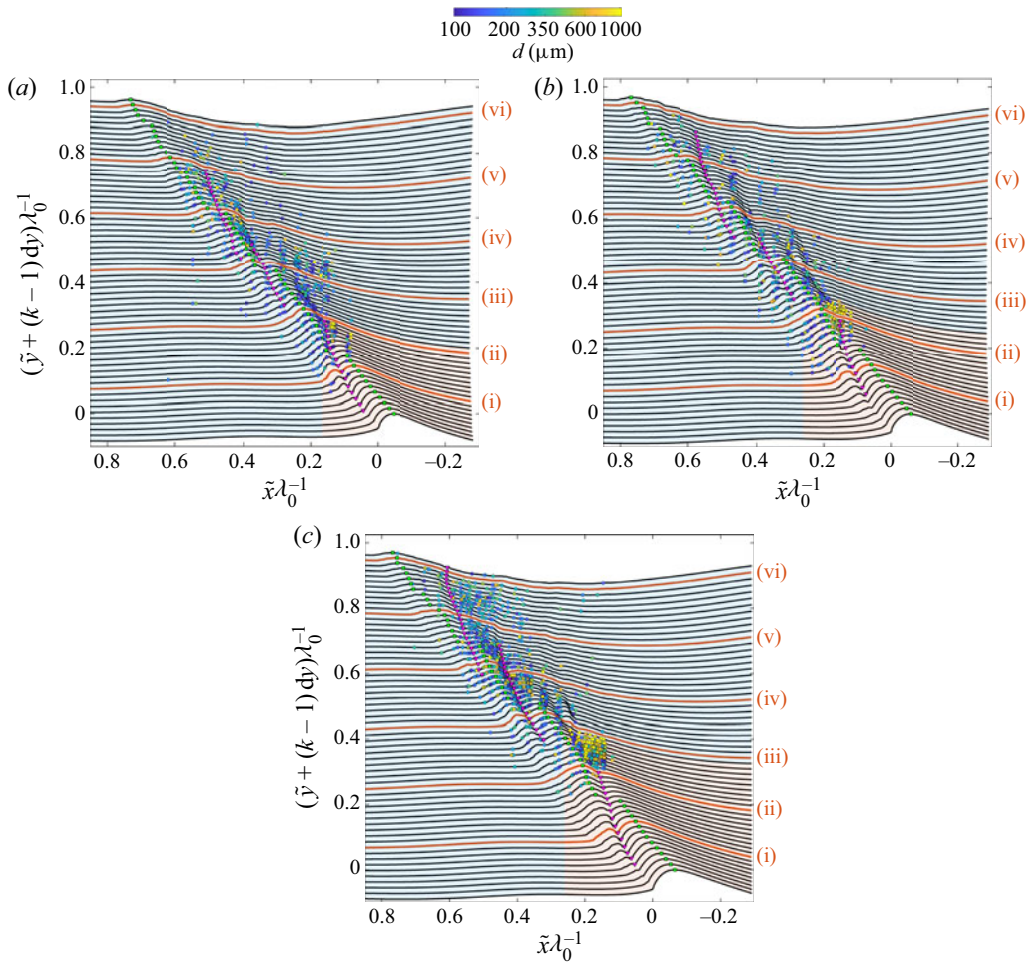 100 200 350 600 1000
d (μm)
(a)
(b)
1.0
0.8
0.6
0.4
0.2
0
(ỹ + (k − 1) dy)λ₀⁻¹
(vi)
(v)
(iv)
(iii)
(ii)
(i)
0.8 0.6 0.4 0.2 0 −0.2
x̃λ₀⁻¹
1.0
0.8
0.6
0.4
0.2
0
(vi)
(v)
(iv)
(iii)
(ii)
(i)
0.8 0.6 0.4 0.2 0 −0.2
x̃λ₀⁻¹
(c)
1.0
0.8
0.6
0.4
0.2
0
(ỹ + (k − 1) dy)λ₀⁻¹
(vi)
(v)
(iv)
(iii)
(ii)
(i)
0.8 0.6 0.4 0.2 0 −0.2
x̃λ₀⁻¹